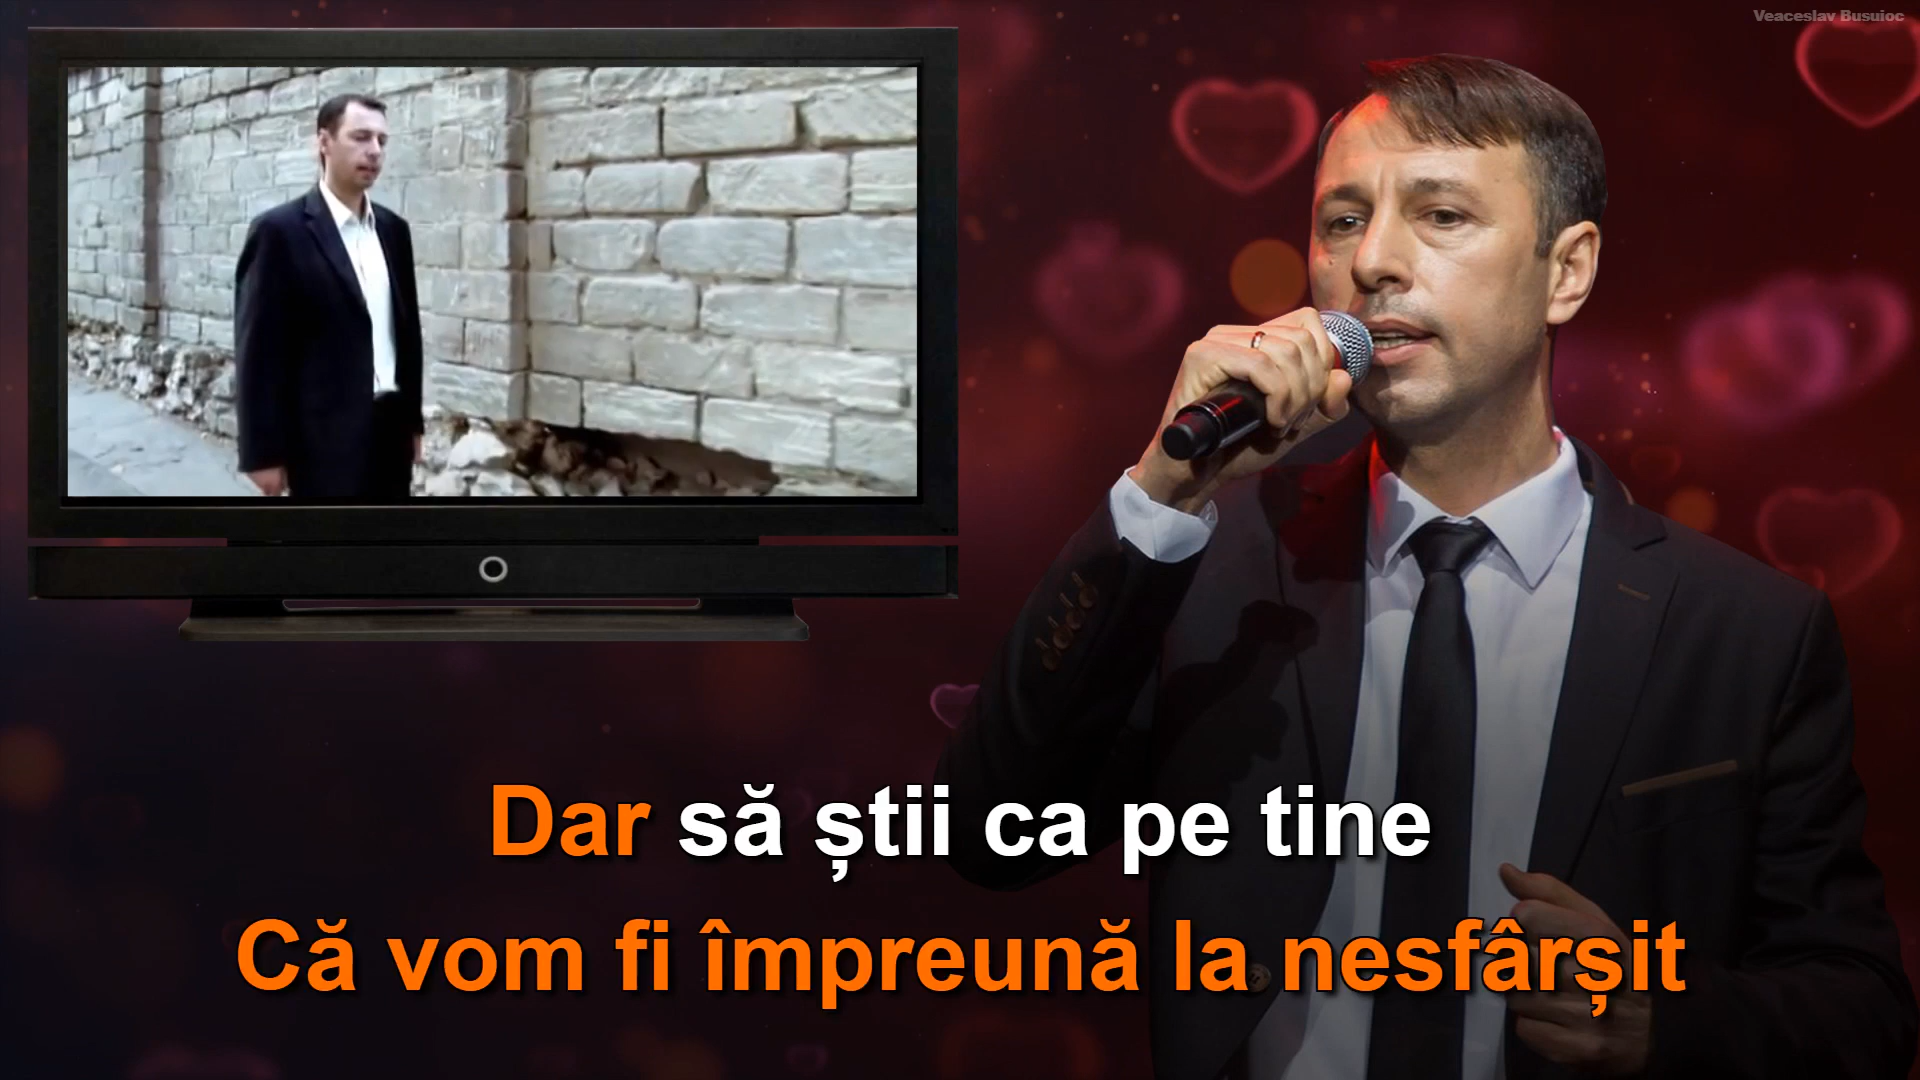 Veaceslav Busuioc
Dar să știi ca pe tine
Că vom fi împreună la nesfârșit